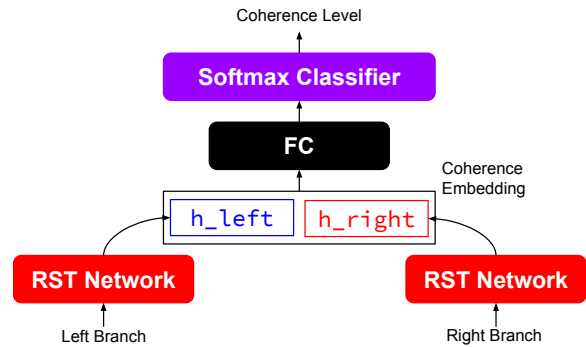 Coherence Level
Softmax Classifier
FC
Coherence
Embedding
h_left
h_right
RST Network
RST Network
Left Branch
Right Branch